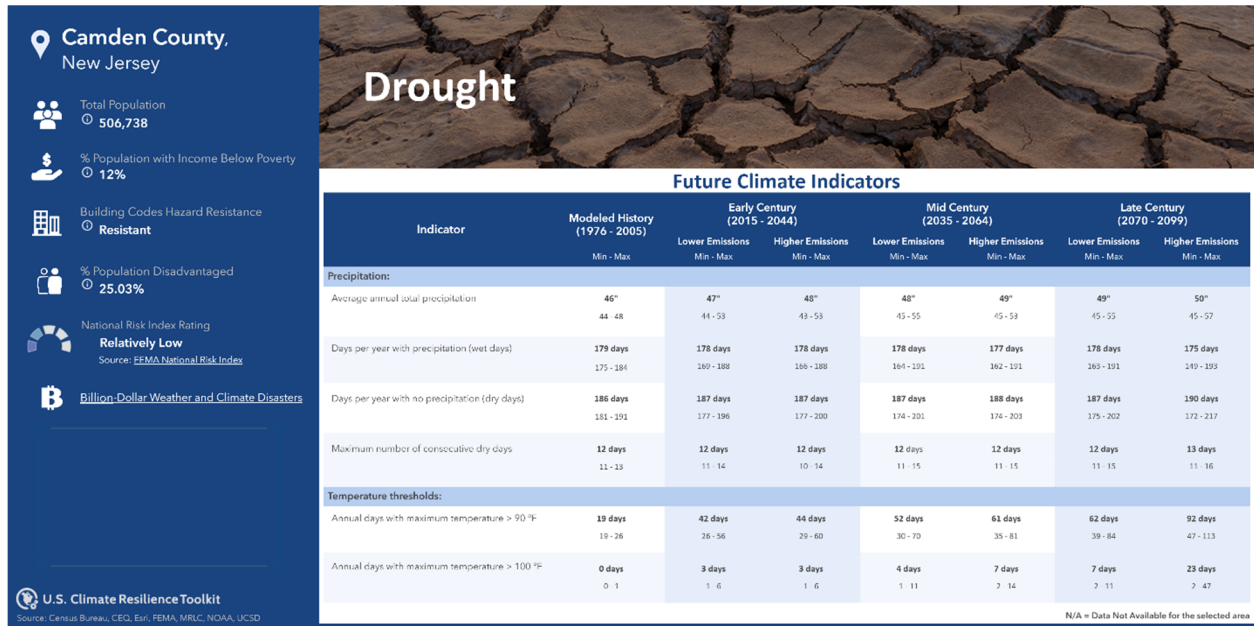 Camden County,
New Jersey
Total Population
506,738
% Population with Income Below Poverty
12%
Building Codes Hazard Resistance
Resistant
% Population Disadvantaged
25.03%
National Risk Index Rating
Relatively Low
Source: FEMA National Risk Index
Billion-Dollar Weather and Climate Disasters
U.S. Climate Resilience Toolkit
Source: Census Bureau, CEQ, Esri, FEMA, MRLC, NOAA, UCSD
Drought
Future Climate Indicators
Indicator
Modeled History
(1976 - 2005)
Early Century
(2015 - 2044)
Mid Century
(2035 - 2064)
Late Century
(2070 - 2099)
Lower Emissions Higher Emissions Lower Emissions Higher Emissions Lower Emissions Higher Emissions
Min - Max Min - Max Min - Max Min - Max Min - Max Min - Max Min - Max
Precipitation:
Average annual total precipitation 46" 47" 48" 48" 49" 49" 50"
44 - 48 44 - 53 43 - 53 45 - 55 45 - 53 45 - 55 45 - 57
Days per year with precipitation (wet days) 179 days 178 days 178 days 178 days 177 days 178 days 175 days
175 - 184 169 - 188 166 - 188 164 - 191 162 - 191 163 - 191 149 - 193
Days per year with no precipitation (dry days) 186 days 187 days 187 days 187 days 188 days 187 days 190 days
181 - 191 177 - 196 177 - 200 174 - 201 174 - 203 175 - 202 172 - 217
Maximum number of consecutive dry days 12 days 12 days 12 days 12 days 12 days 12 days 13 days
11 - 13 11 - 14 10 - 14 11 - 15 11 - 15 11 - 15 11 - 16
Temperature thresholds:
Annual days with maximum temperature > 90 ºF 19 days 42 days 44 days 52 days 61 days 62 days 92 days
19 - 26 26 - 56 29 - 60 30 - 70 35 - 81 39 - 84 47 - 113
Annual days with maximum temperature > 100 ºF 0 days 3 days 3 days 4 days 7 days 7 days 23 days
0 - 1 1 - 6 1 - 6 1 - 11 2 - 14 2 - 11 2 - 47
N/A = Data Not Available for the selected area